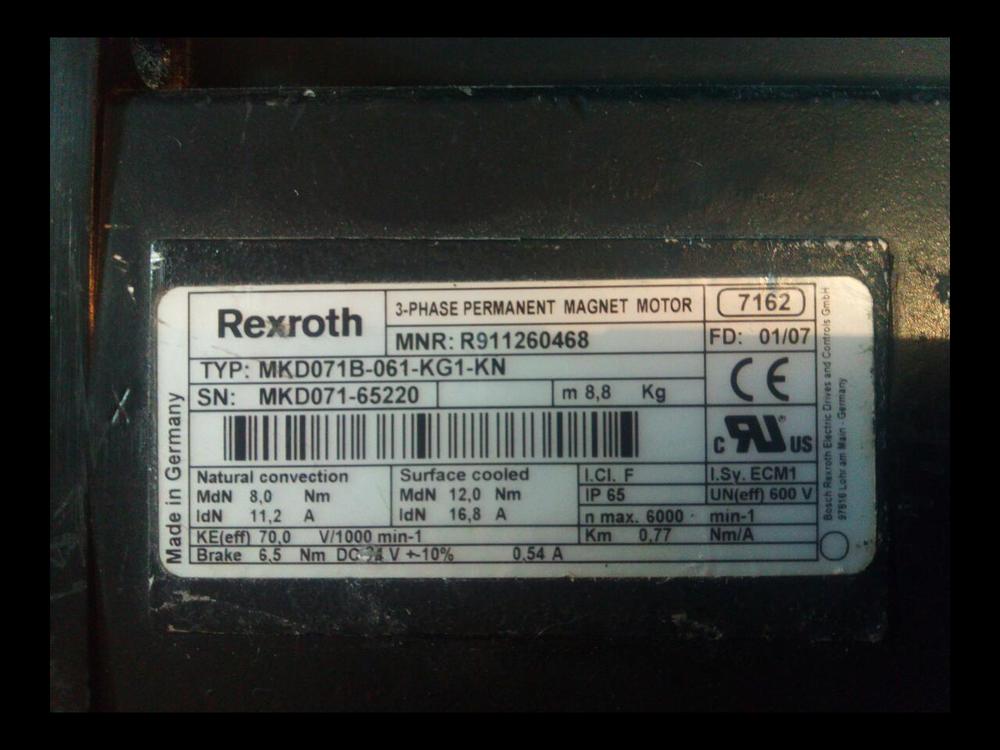 Rexroth
3-PHASE PERMANENT MAGNET MOTOR
7162
MNR: R911260468
FD: 01/07
TYP: MKD071B-061-KG1-KN
SN: MKD071-65220
m 8,8 Kg
CE
C RU US
Natural convection
MdN 8,0 Nm
IdN 11,2 A
Surface cooled
MdN 12,0 Nm
IdN 16,8 A
I.Cl. F
I.Sy. ECM1
IP 65
UN(eff) 600 V
n max. 6000 min-1
KE(eff) 70,0 V/1000 min-1
Km 0,77 Nm/A
Brake 6,5 Nm DC 24 V +-10% 0,54 A
Made in Germany
Bosch Rexroth Electric Drives and Controls GmbH
97816 Lohr am Main - Germany